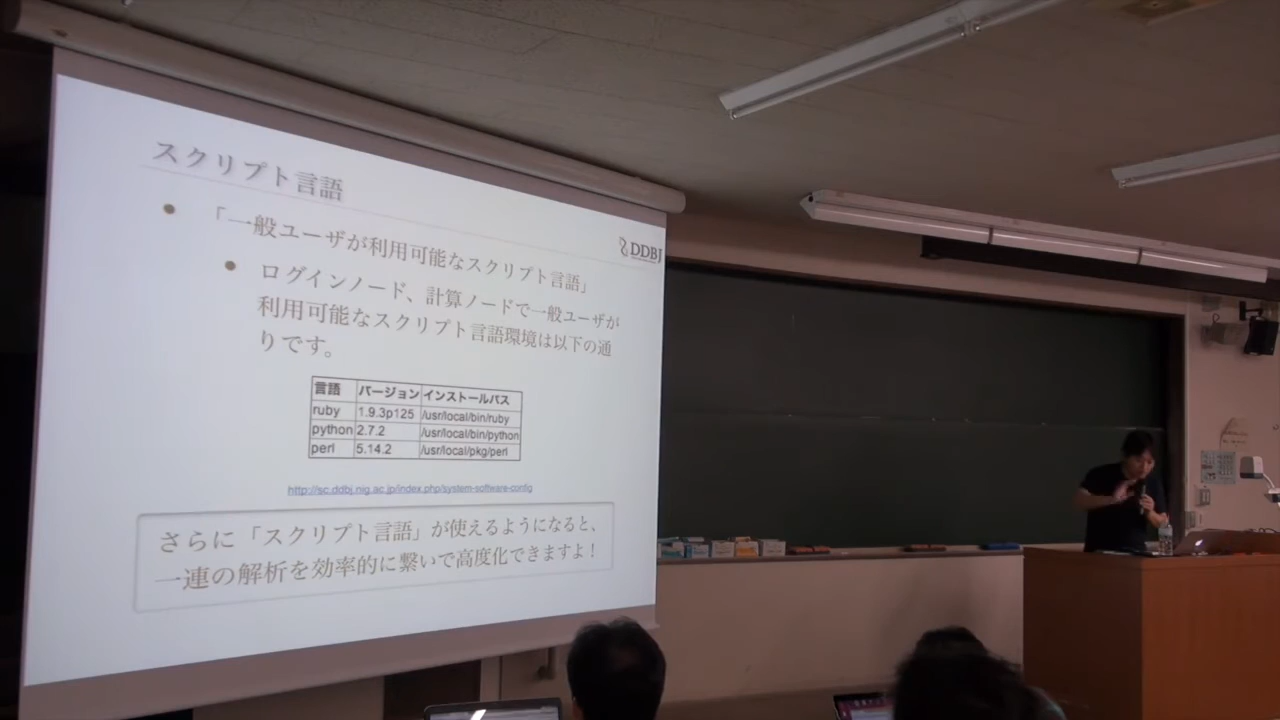 スクリプト言語
DDBJ
「一般ユーザが利用可能なスクリプト言語」
ログインノード、計算ノードで一般ユーザが
利用可能なスクリプト言語環境は以下の通
りです。
言語 バージョン インストールパス
ruby 1.9.3p125 /usr/local/bin/ruby
python 2.7.2 /usr/local/bin/python
perl 5.14.2 /usr/local/pkg/perl
http://sc.ddbj.nig.ac.jp/index.php/system-software-config
さらに「スクリプト言語」が使えるようになると、
一連の解析を効率的に繋いで高度化できますよ！